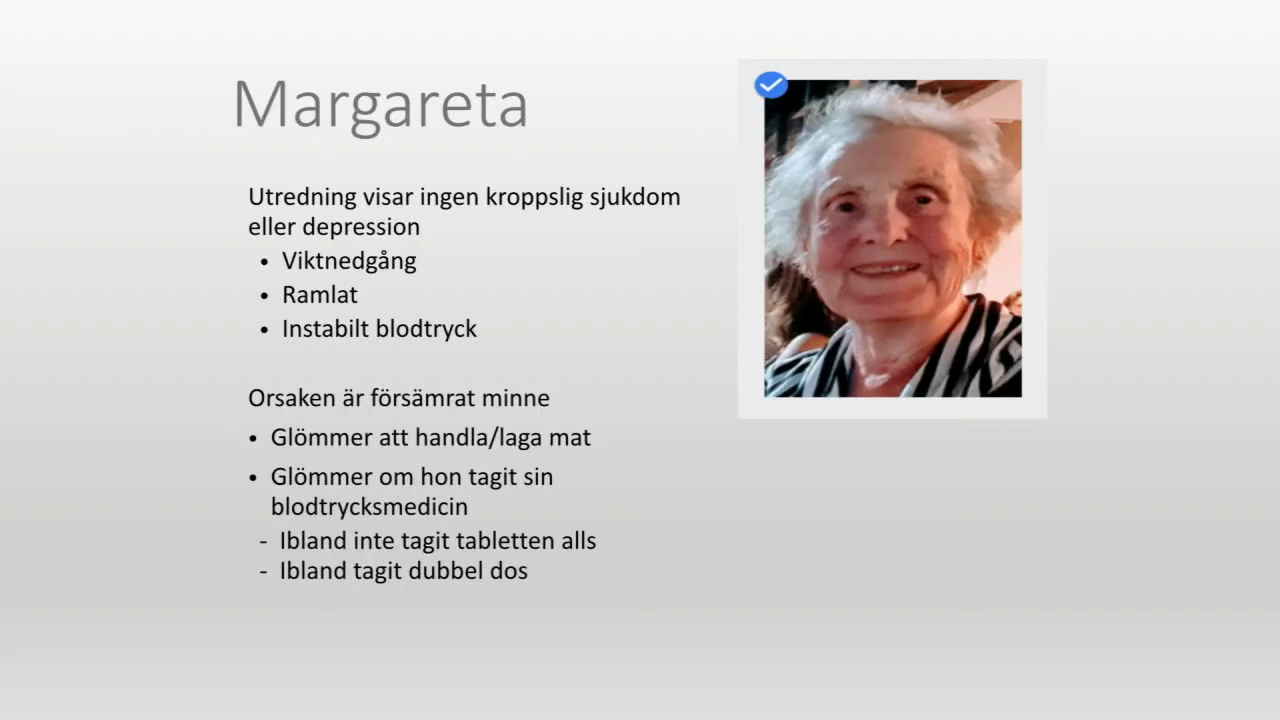 Margareta
Utredning visar ingen kroppslig sjukdom
eller depression
• Viktnedgång
• Ramlat
• Instabilt blodtryck
Orsaken är försämrat minne
• Glömmer att handla/laga mat
• Glömmer om hon tagit sin
blodtrycksmedicin
- Ibland inte tagit tabletten alls
- Ibland tagit dubbel dos